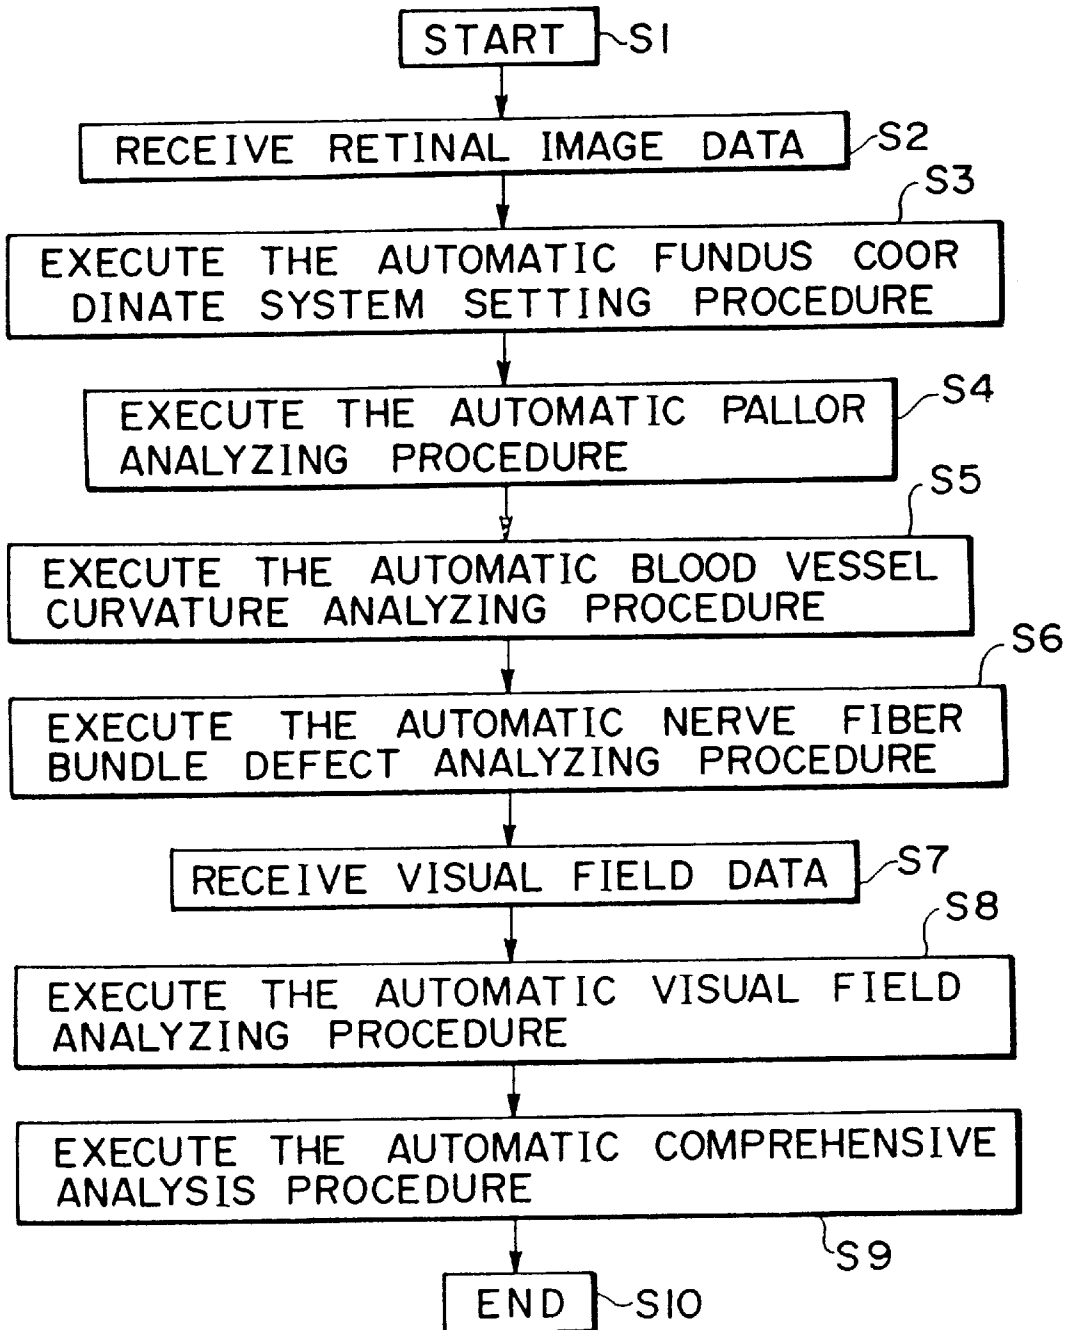 START
S1
RECEIVE RETINAL IMAGE DATA
S2
S3
EXECUTE THE AUTOMATIC FUNDUS COOR
DINATE SYSTEM SETTING PROCEDURE
S4
EXECUTE THE AUTOMATIC PALLOR
ANALYZING PROCEDURE
S5
EXECUTE THE AUTOMATIC BLOOD VESSEL
CURVATURE ANALYZING PROCEDURE
S6
EXECUTE THE AUTOMATIC NERVE FIBER
BUNDLE DEFECT ANALYZING PROCEDURE
S7
RECEIVE VISUAL FIELD DATA
S8
EXECUTE THE AUTOMATIC VISUAL FIELD
ANALYZING PROCEDURE
EXECUTE THE AUTOMATIC COMPREHENSIVE
ANALYSIS PROCEDURE
S9
END
S10